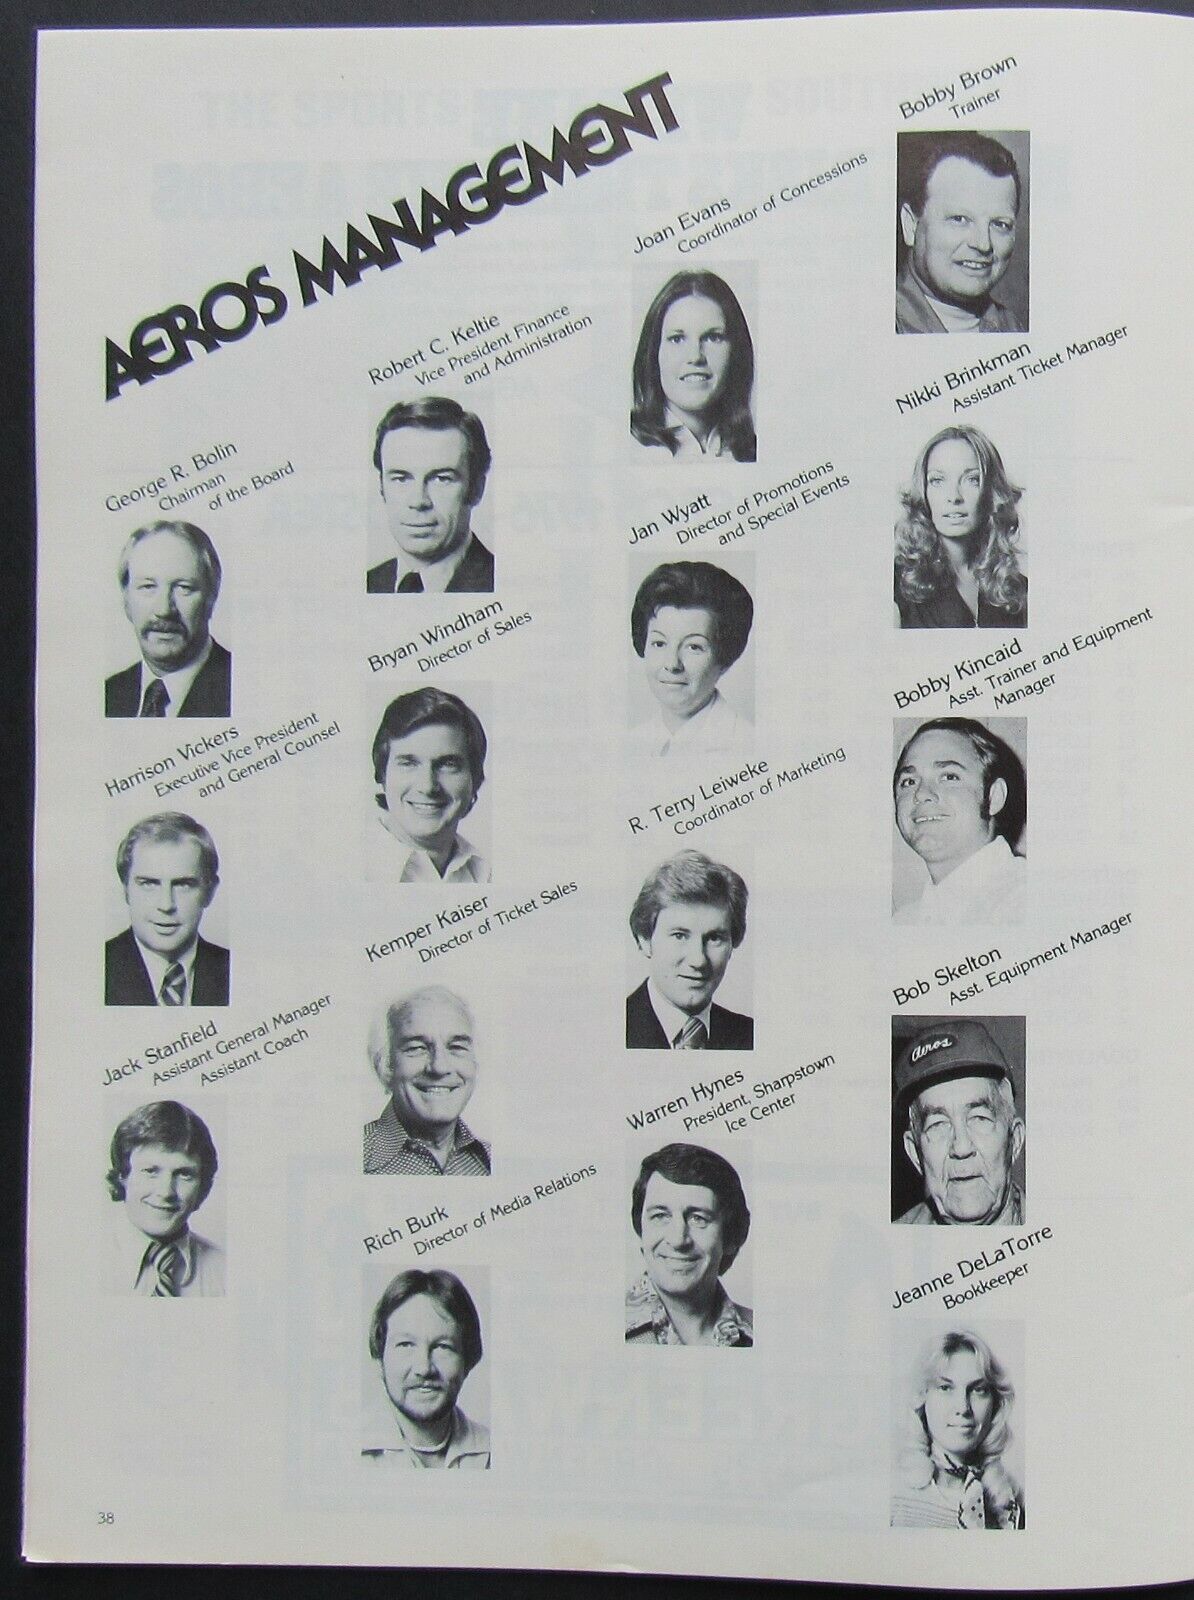 AEROS MANAGEMENT
George R. Bolin
Chairman
of the Board
Harrison Vickers
Executive Vice President
and General Counsel
Jack Stanfield
Assistant General Manager
Assistant Coach
Robert C. Keltie
Vice President Finance
and Administration
Bryan Windham
Director of Sales
Kemper Kaiser
Director of Ticket Sales
Rich Burk
Director of Media Relations
Joan Evans
Coordinator of Concessions
Jan Wyatt
Director of Promotions
and Special Events
R. Terry Leiweke
Coordinator of Marketing
Warren Hynes
President, Sharpstown
Ice Center
Bobby Brown
Trainer
Nikki Brinkman
Assistant Ticket Manager
Bobby Kincaid
Asst. Trainer and Equipment
Manager
Bob Skelton
Asst. Equipment Manager
Aeros
Jeanne DeLaTorre
Bookkeeper
38